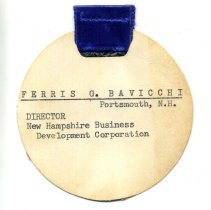 FERRIS G. BAVICCHI
Portsmouth, N.H.
DIRECTOR
New Hampshire Business
Development Corporation